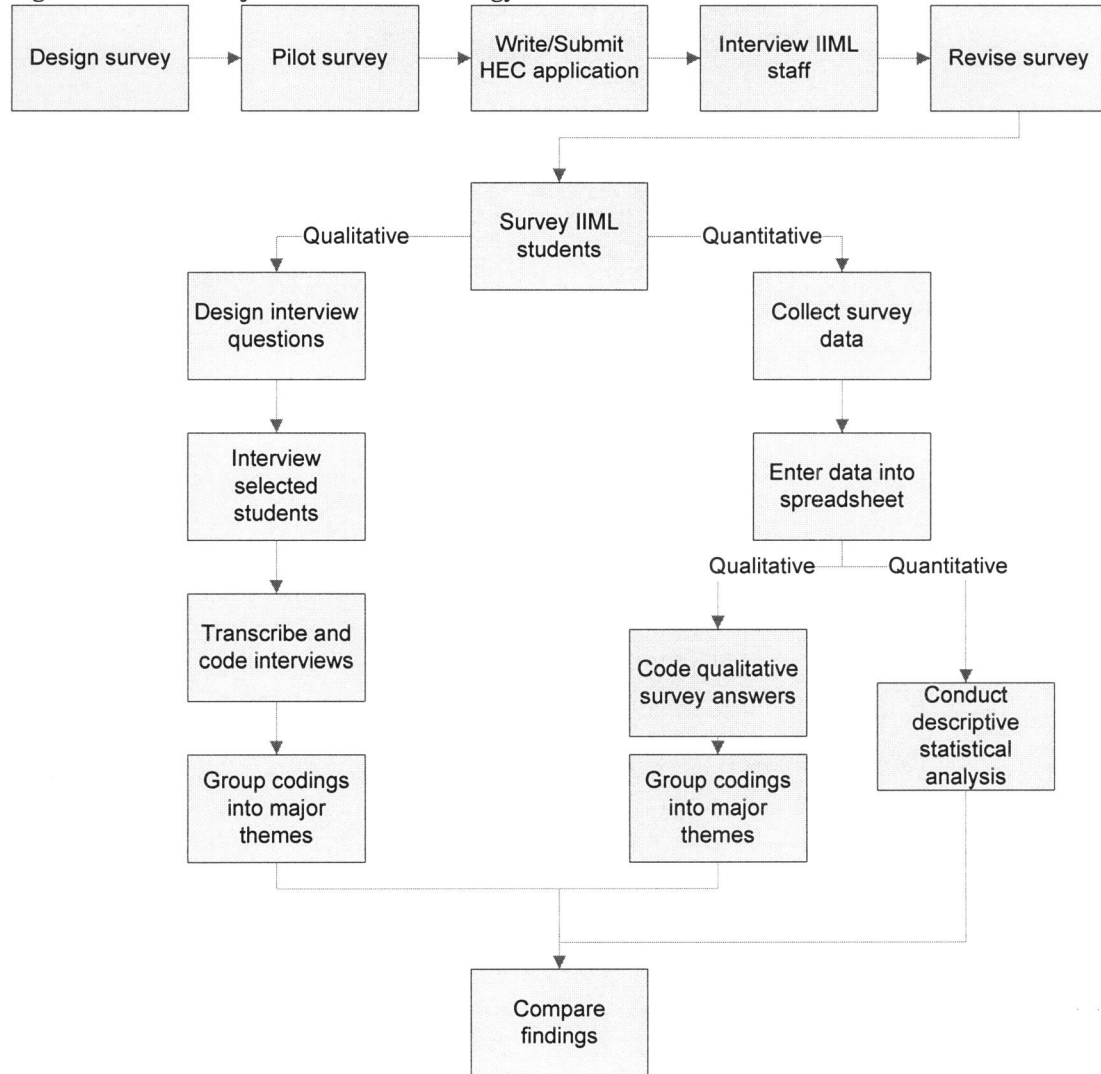 Design survey
Pilot survey
Write/Submit
HEC application
Interview IIML
staff
Revise survey
Survey IIML
students
Qualitative
Quantitative
Design interview
questions
Collect survey
data
Interview
selected
students
Enter data into
spreadsheet
Qualitative
Quantitative
Transcribe and
code interviews
Code qualitative
survey answers
Conduct
descriptive
statistical
analysis
Group codings
into major
themes
Group codings
into major
themes
Compare
findings